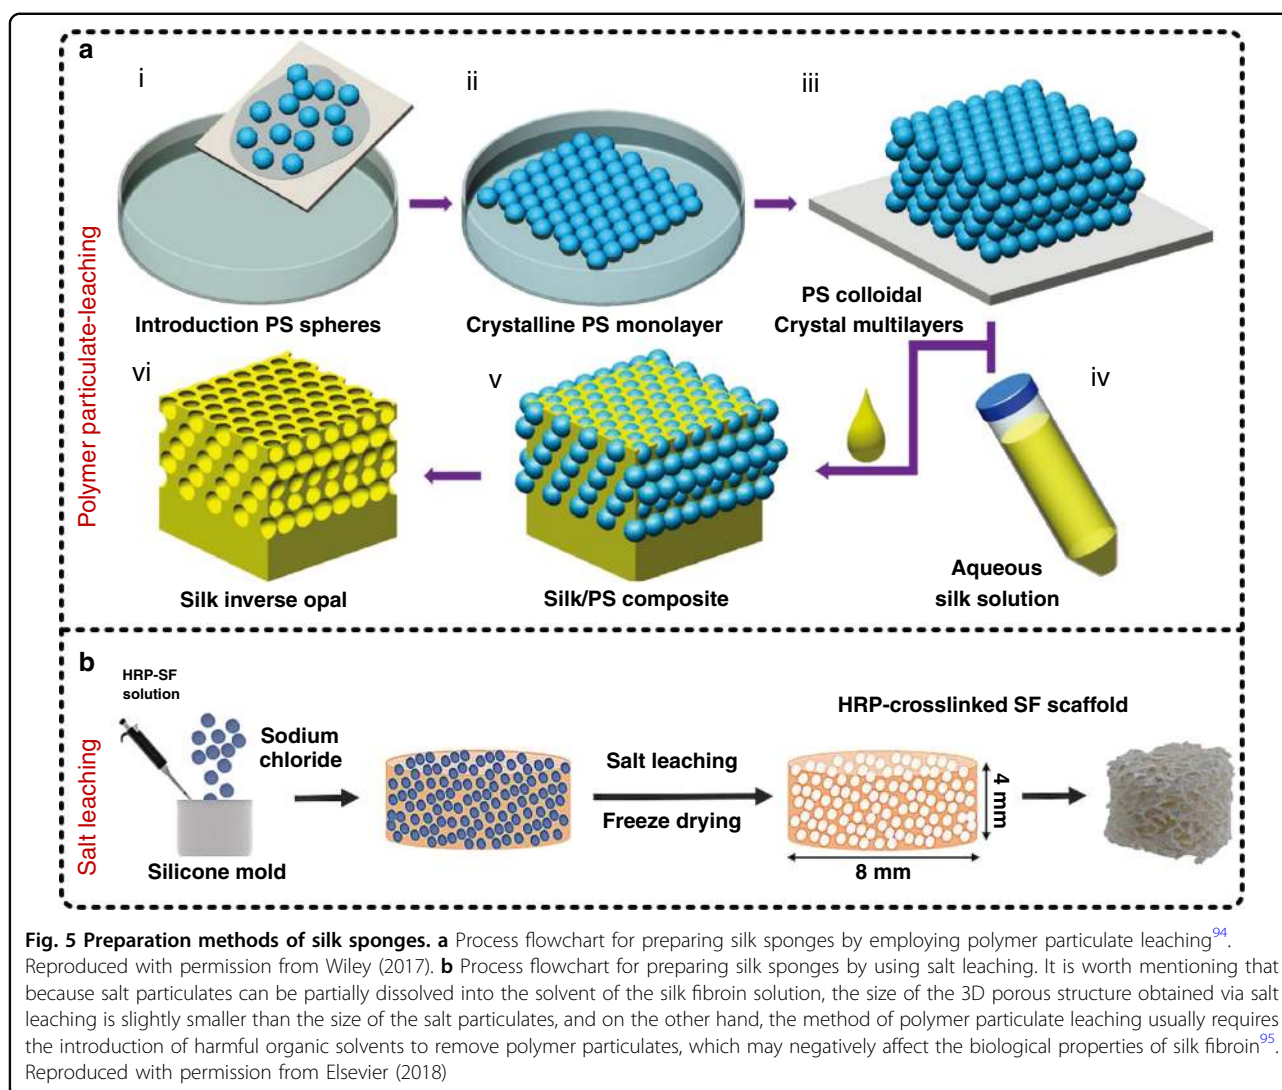 a
i
ii
iii
Introduction PS spheres
Crystalline PS monolayer
PS colloidal
Crystal multilayers
Polymer particulate-leaching
vi
v
iv
Silk inverse opal
Silk/PS composite
Aqueous
silk solution
b
Salt leaching
HRP-SF
solution
Sodium
chloride
Silicone mold
Salt leaching
Freeze drying
HRP-crosslinked SF scaffold
4 mm
8 mm
Fig. 5 Preparation methods of silk sponges. a Process flowchart for preparing silk sponges by employing polymer particulate leaching94.
Reproduced with permission from Wiley (2017). b Process flowchart for preparing silk sponges by using salt leaching. It is worth mentioning that
because salt particulates can be partially dissolved into the solvent of the silk fibroin solution, the size of the 3D porous structure obtained via salt
leaching is slightly smaller than the size of the salt particulates, and on the other hand, the method of polymer particulate leaching usually requires
the introduction of harmful organic solvents to remove polymer particulates, which may negatively affect the biological properties of silk fibroin95.
Reproduced with permission from Elsevier (2018)